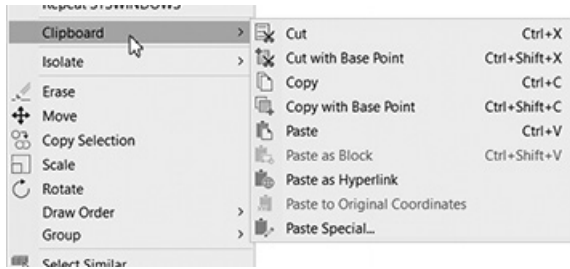 Repeat SYSWINDOWS
Clipboard >
Isolate >
Erase
Move
Copy Selection
Scale
Rotate
Draw Order >
Group >
Select Similar
Cut Ctrl+X
Cut with Base Point Ctrl+Shift+X
Copy Ctrl+C
Copy with Base Point Ctrl+Shift+C
Paste Ctrl+V
Paste as Block Ctrl+Shift+V
Paste as Hyperlink
Paste to Original Coordinates
Paste Special...